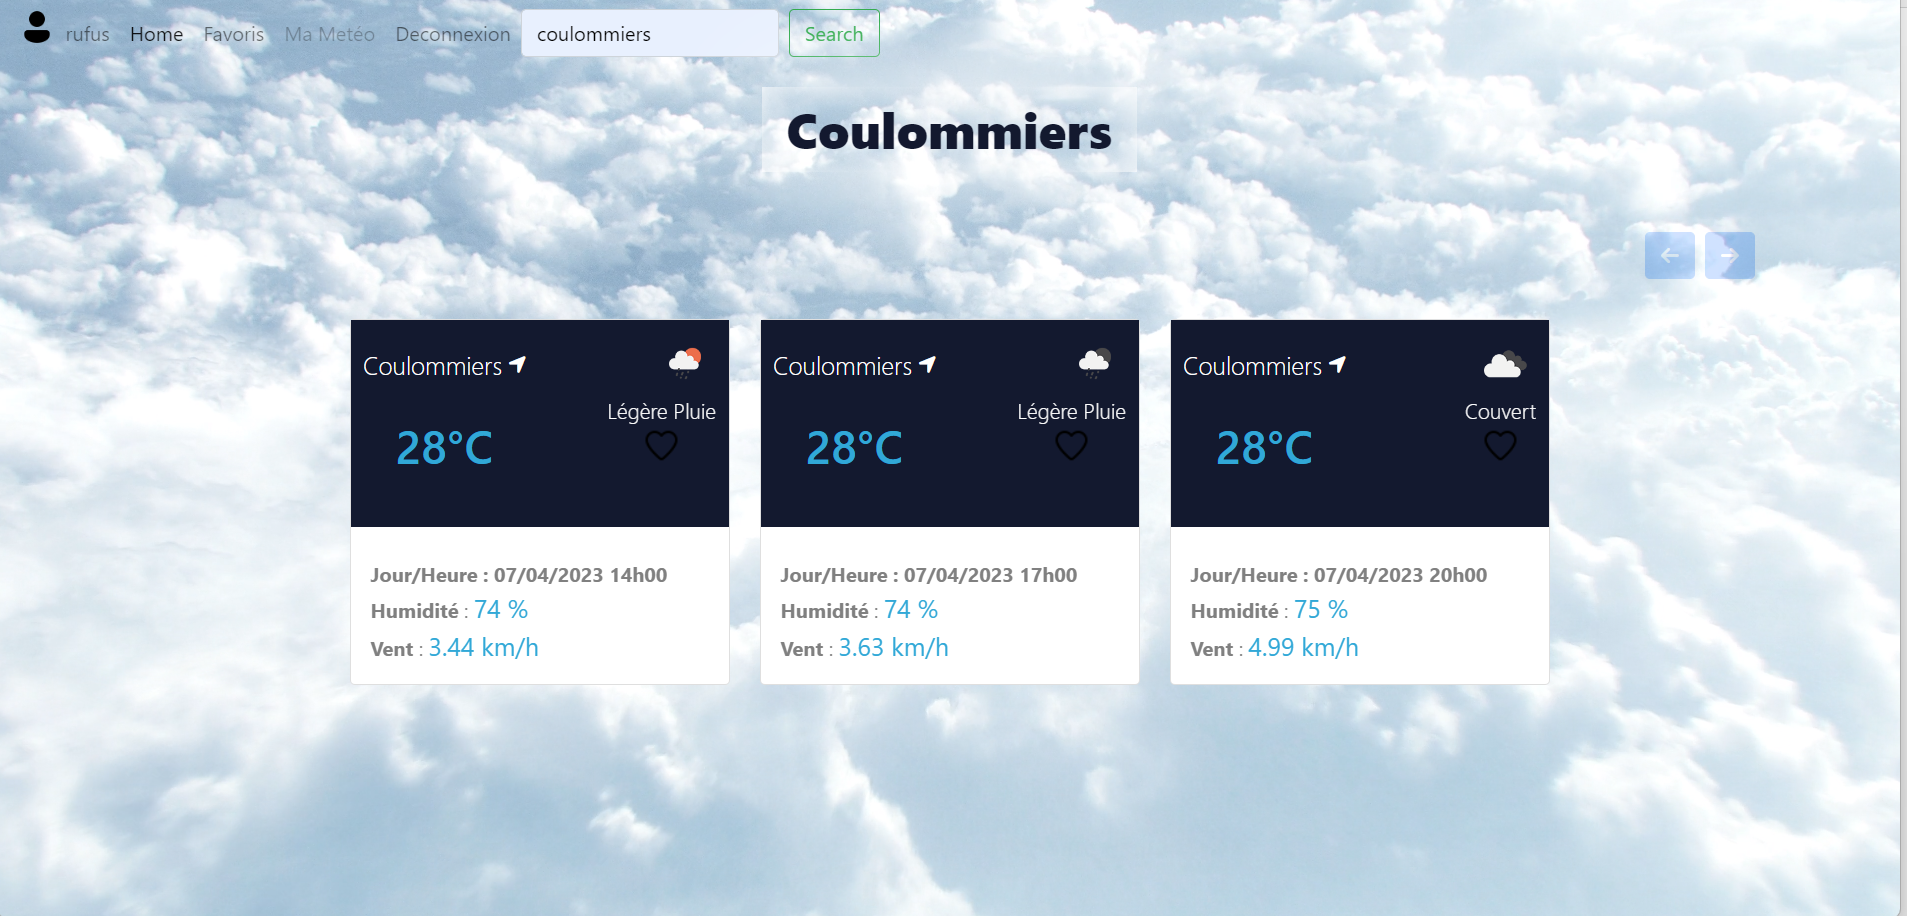 rufus Home Favoris Ma Metéo Deconnexion coulommiers Search
Coulommiers
Coulommiers
Légère Pluie
28°C
Jour/Heure : 07/04/2023 14h00
Humidité : 74 %
Vent : 3.44 km/h
Coulommiers
Légère Pluie
28°C
Jour/Heure : 07/04/2023 17h00
Humidité : 74 %
Vent : 3.63 km/h
Coulommiers
Couvert
28°C
Jour/Heure : 07/04/2023 20h00
Humidité : 75 %
Vent : 4.99 km/h